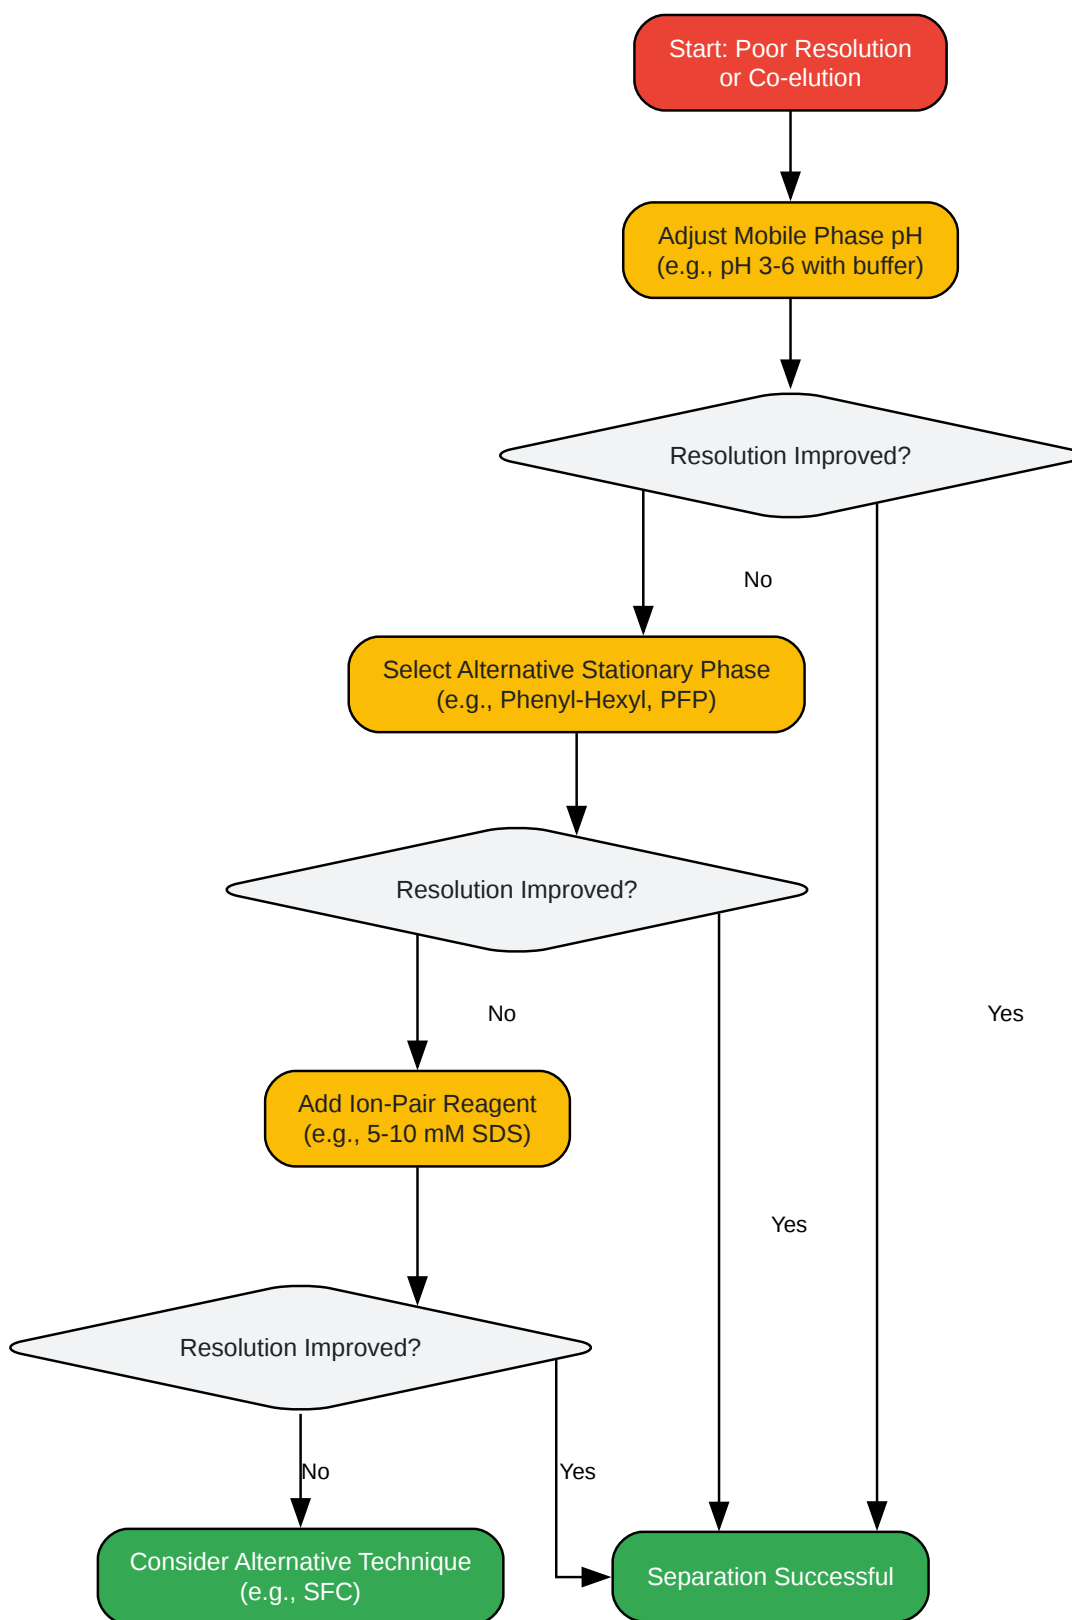 Start: Poor Resolution
or Co-elution
Adjust Mobile Phase pH
(e.g., pH 3-6 with buffer)
Resolution Improved?
No
Select Alternative Stationary Phase
(e.g., Phenyl-Hexyl, PFP)
Resolution Improved?
No
Yes
Add Ion-Pair Reagent
(e.g., 5-10 mM SDS)
Yes
Resolution Improved?
No
Yes
Consider Alternative Technique
(e.g., SFC)
Separation Successful